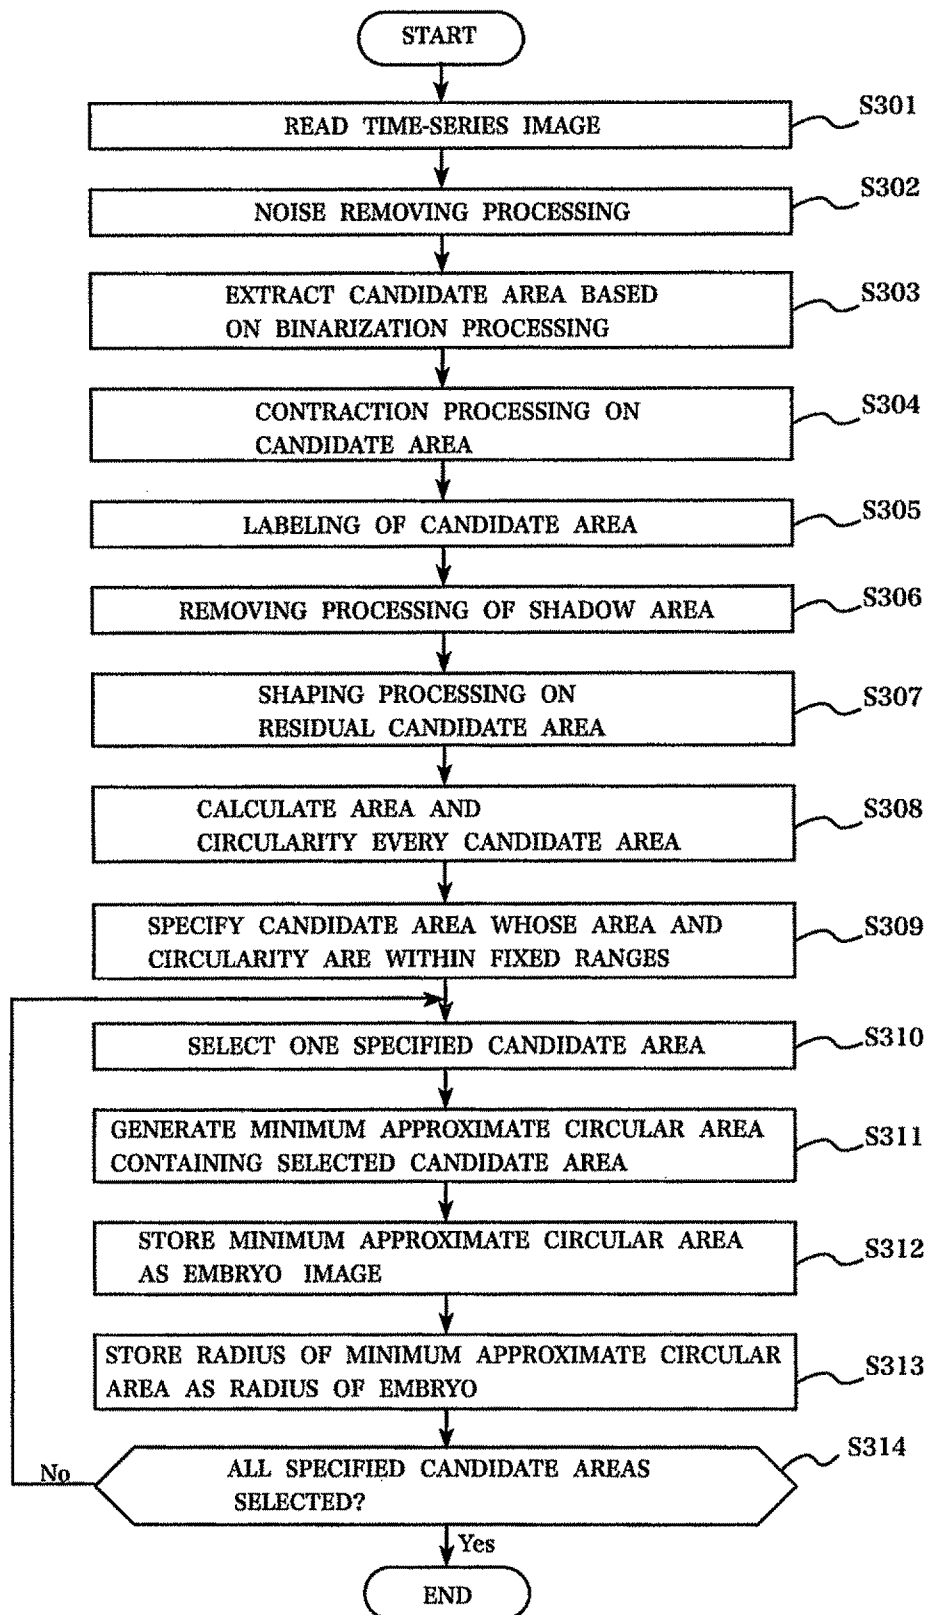 START
READ TIME-SERIES IMAGE
S301
NOISE REMOVING PROCESSING
S302
EXTRACT CANDIDATE AREA BASED
ON BINARIZATION PROCESSING
S303
CONTRACTION PROCESSING ON
CANDIDATE AREA
S304
LABELING OF CANDIDATE AREA
S305
REMOVING PROCESSING OF SHADOW AREA
S306
SHAPING PROCESSING ON
RESIDUAL CANDIDATE AREA
S307
CALCULATE AREA AND
CIRCULARITY EVERY CANDIDATE AREA
S308
SPECIFY CANDIDATE AREA WHOSE AREA AND
CIRCULARITY ARE WITHIN FIXED RANGES
S309
SELECT ONE SPECIFIED CANDIDATE AREA
S310
GENERATE MINIMUM APPROXIMATE CIRCULAR AREA
CONTAINING SELECTED CANDIDATE AREA
S311
STORE MINIMUM APPROXIMATE CIRCULAR AREA
AS EMBRYO IMAGE
S312
STORE RADIUS OF MINIMUM APPROXIMATE CIRCULAR
AREA AS RADIUS OF EMBRYO
S313
ALL SPECIFIED CANDIDATE AREAS
SELECTED?
S314
No
Yes
END